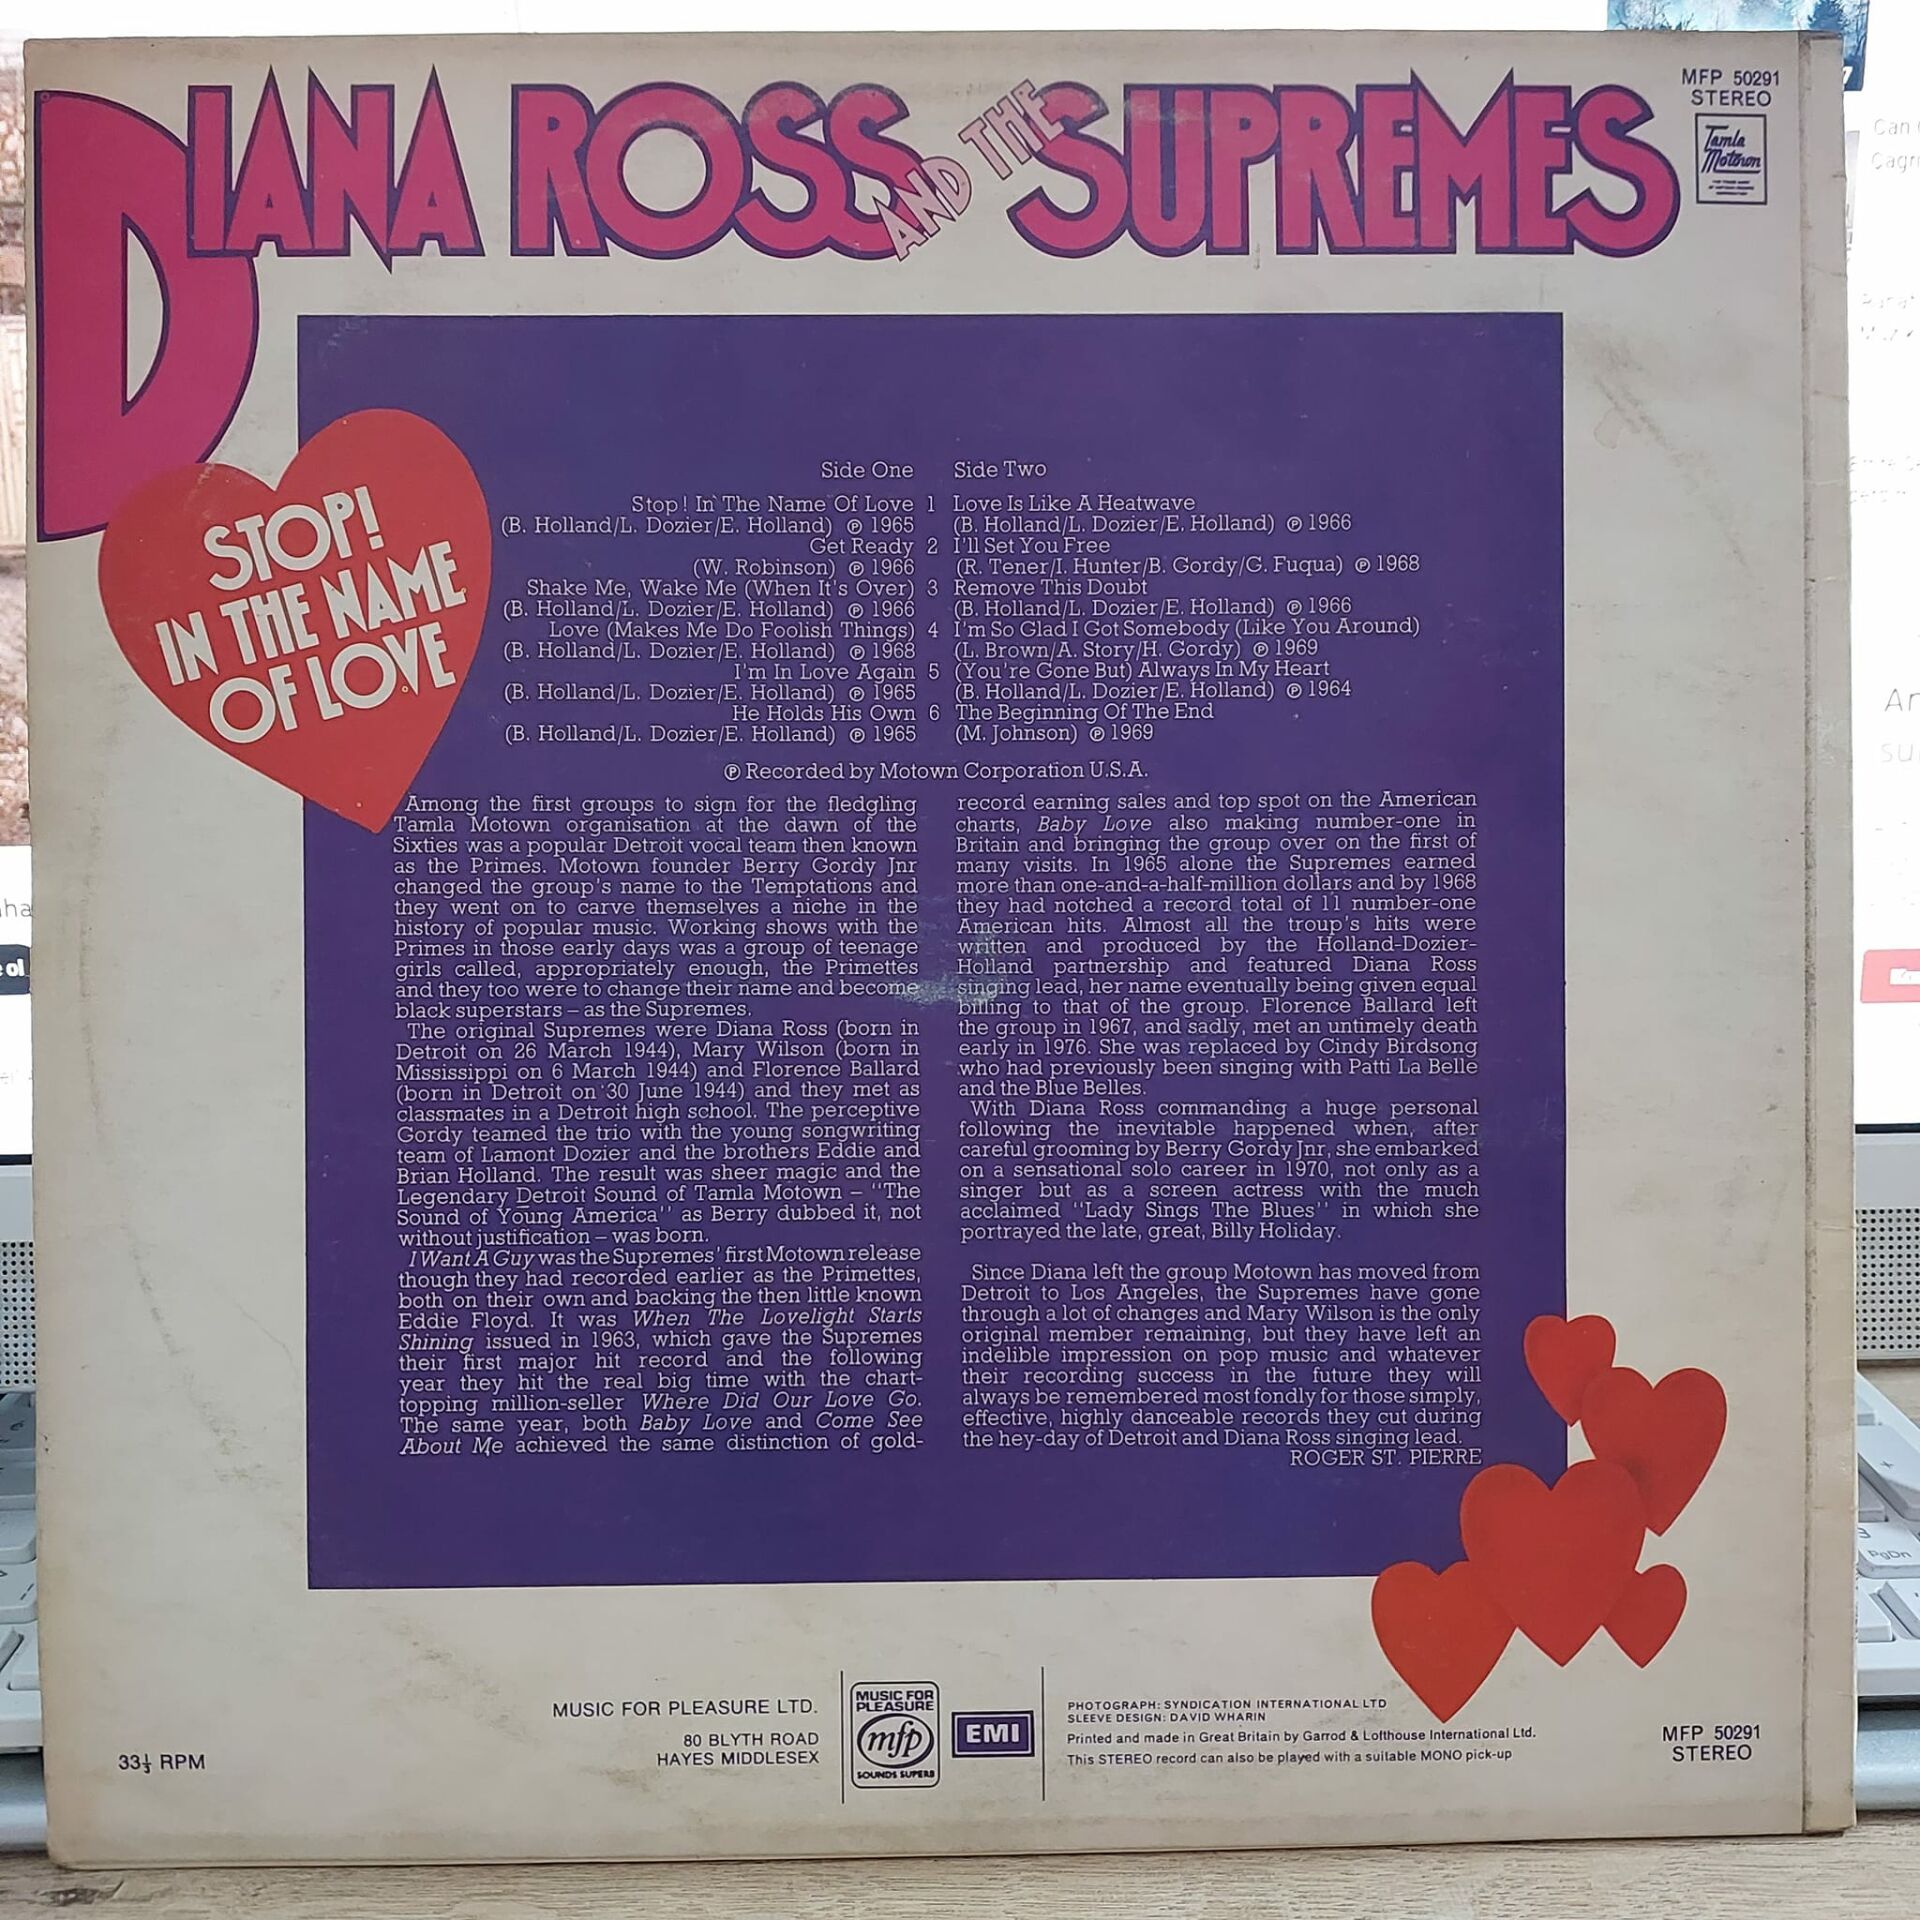 DIANA ROSS AND THE SUPREMES
MFP 50291
STEREO
Tamla
Motown
STOP!
IN THE NAME
OF LOVE
Side One
Stop! In The Name Of Love 1
(B. Holland/L. Dozier/E. Holland) ℗ 1965
Get Ready 2
(W. Robinson) ℗ 1966
Shake Me, Wake Me (When It's Over) 3
(B. Holland/L. Dozier/E. Holland) ℗ 1966
Love (Makes Me Do Foolish Things) 4
(B. Holland/L. Dozier/E. Holland) ℗ 1968
I'm In Love Again 5
(B. Holland/L. Dozier/E. Holland) ℗ 1965
He Holds His Own 6
(B. Holland/L. Dozier/E. Holland) ℗ 1965
Side Two
Love Is Like A Heatwave
(B. Holland/L. Dozier/E. Holland) ℗ 1966
I'll Set You Free
(R. Tener/I. Hunter/B. Gordy/G. Fuqua) ℗ 1968
Remove This Doubt
(B. Holland/L. Dozier/E. Holland) ℗ 1966
I'm So Glad I Got Somebody (Like You Around)
(L. Brown/A. Story/H. Gordy) ℗ 1969
(You're Gone But) Always In My Heart
(B. Holland/L. Dozier/E. Holland) ℗ 1964
The Beginning Of The End
(M. Johnson) ℗ 1969
℗ Recorded by Motown Corporation U.S.A.
Among the first groups to sign for the fledgling
Tamla Motown organisation at the dawn of the
Sixties was a popular Detroit vocal team then known
as the Primes. Motown founder Berry Gordy Jnr
changed the group's name to the Temptations and
they went on to carve themselves a niche in the
history of popular music. Working shows with the
Primes in those early days was a group of teenage
girls called, appropriately enough, the Primettes
and they too were to change their name and become
black superstars – as the Supremes.
The original Supremes were Diana Ross (born in
Detroit on 26 March 1944), Mary Wilson (born in
Mississippi on 6 March 1944) and Florence Ballard
(born in Detroit on 30 June 1944) and they met as
classmates in a Detroit high school. The perceptive
Gordy teamed the trio with the young songwriting
team of Lamont Dozier and the brothers Eddie and
Brian Holland. The result was sheer magic and the
Legendary Detroit Sound of Tamla Motown – "The
Sound of Young America" as Berry dubbed it, not
without justification – was born.
I Want A Guy was the Supremes' first Motown release
though they had recorded earlier as the Primettes,
both on their own and backing the then little known
Eddie Floyd. It was When The Lovelight Starts
Shining issued in 1963, which gave the Supremes
their first major hit record and the following
year they hit the real big time with the chart-
topping million-seller Where Did Our Love Go.
The same year, both Baby Love and Come See
About Me achieved the same distinction of gold-
record earning sales and top spot on the American
charts, Baby Love also making number-one in
Britain and bringing the group over on the first of
many visits. In 1965 alone the Supremes earned
more than one-and-a-half-million dollars and by 1968
they had notched a record total of 11 number-one
American hits. Almost all the troup's hits were
written and produced by the Holland-Dozier-
Holland partnership and featured Diana Ross
singing lead, her name eventually being given equal
billing to that of the group. Florence Ballard left
the group in 1967, and sadly, met an untimely death
early in 1976. She was replaced by Cindy Birdsong
who had previously been singing with Patti La Belle
and the Blue Belles.
With Diana Ross commanding a huge personal
following the inevitable happened when, after
careful grooming by Berry Gordy Jnr, she embarked
on a sensational solo career in 1970, not only as a
singer but as a screen actress with the much
acclaimed "Lady Sings The Blues" in which she
portrayed the late, great, Billy Holiday.
Since Diana left the group Motown has moved from
Detroit to Los Angeles, the Supremes have gone
through a lot of changes and Mary Wilson is the only
original member remaining, but they have left an
indelible impression on pop music and whatever
their recording success in the future they will
always be remembered most fondly for those simply,
effective, highly danceable records they cut during
the hey-day of Detroit and Diana Ross singing lead.
ROGER ST. PIERRE
33⅓ RPM
MUSIC FOR PLEASURE LTD.
80 BLYTH ROAD
HAYES MIDDLESEX
MUSIC FOR
PLEASURE
mfp
SOUNDS SUPERB
EMI
PHOTOGRAPH: SYNDICATION INTERNATIONAL LTD
SLEEVE DESIGN: DAVID WHARIN
Printed and made in Great Britain by Garrod & Lofthouse International Ltd.
This STEREO record can also be played with a suitable MONO pick-up
MFP 50291
STEREO
PgDn